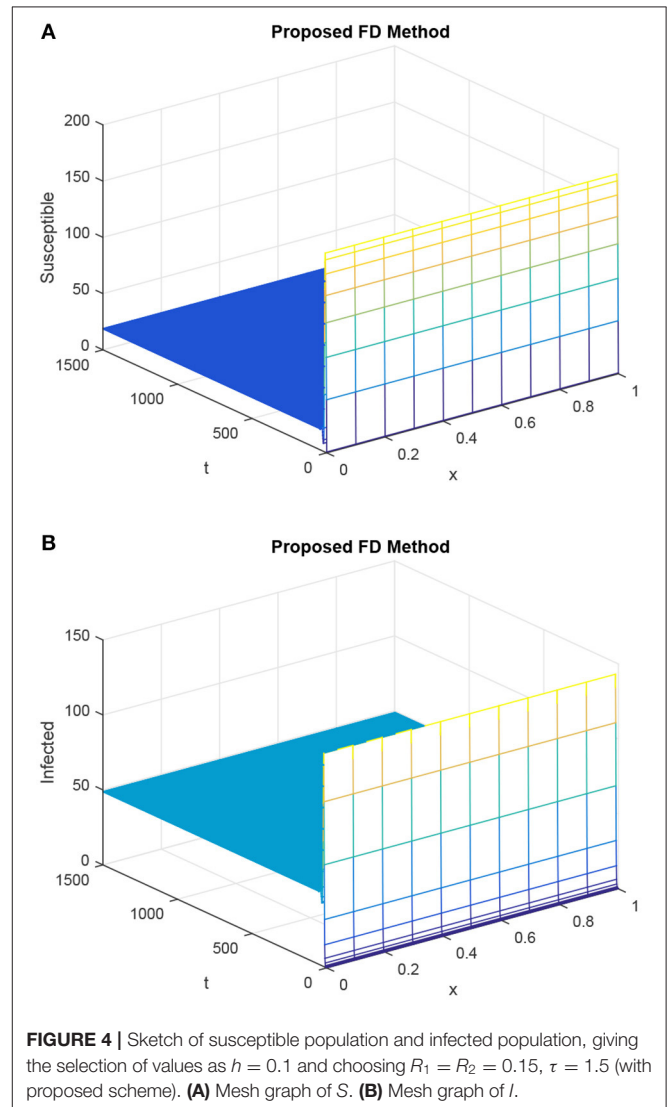 A
Proposed FD Method
200
150
100
50
0
Susceptible
1500
1000
500
0
t
0
0.2
0.4
0.6
0.8
1
x
B
Proposed FD Method
150
100
50
0
Infected
1500
1000
500
0
t
0
0.2
0.4
0.6
0.8
1
x
FIGURE 4 | Sketch of susceptible population and infected population, giving
the selection of values as h = 0.1 and choosing R₁ = R₂ = 0.15, τ = 1.5 (with
proposed scheme). (A) Mesh graph of S. (B) Mesh graph of I.